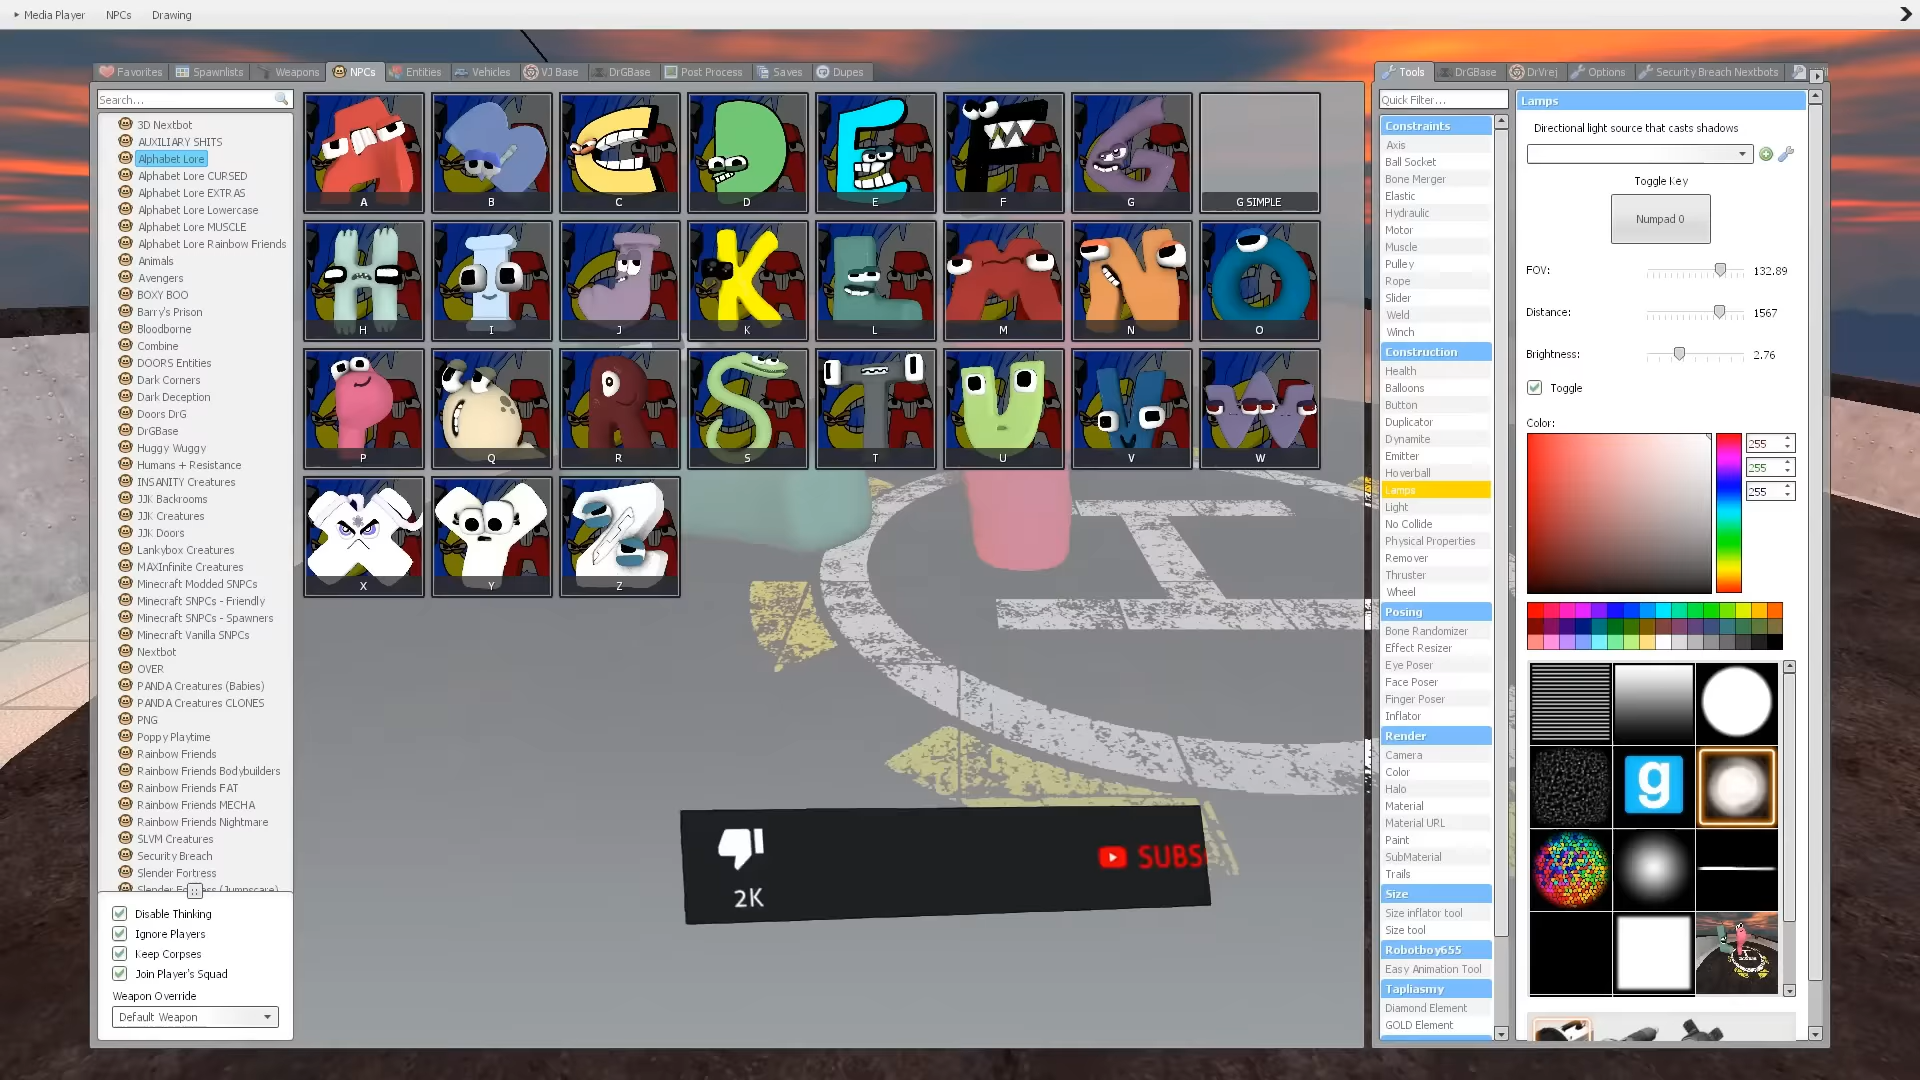 Media Player NPCs Drawing
Favorites Spawnlists Weapons NPCs Entities Vehicles VJ Base DrGBase Post Process Saves Dupes
Tools DrGBase DrVrej Options Security Breach Nextbots
Search...
3D Nextbot
AUXILIARY SHITS
Alphabet Lore
Alphabet Lore CURSED
Alphabet Lore EXTRAS
Alphabet Lore Lowercase
Alphabet Lore MUSCLE
Alphabet Lore Rainbow Friends
Animals
Avengers
BOXY BOO
Barry's Prison
Bloodborne
Combine
DOORS Entities
Dark Corners
Dark Deception
Doors DrG
DrGBase
Huggy Wuggy
Humans + Resistance
INSANITY Creatures
JJK Backrooms
JJK Creatures
JJK Doors
Lankybox Creatures
MAXInfinite Creatures
Minecraft Modded SNPCs
Minecraft SNPCs - Friendly
Minecraft SNPCs - Spawners
Minecraft Vanilla SNPCs
Nextbot
OVER
PANDA Creatures (Babies)
PANDA Creatures CLONES
PNG
Poppy Playtime
Rainbow Friends
Rainbow Friends Bodybuilders
Rainbow Friends FAT
Rainbow Friends MECHA
Rainbow Friends Nightmare
SLVM Creatures
Security Breach
Slender Fortress
Slender Fortress (Jumpscare)
Disable Thinking
Ignore Players
Keep Corpses
Join Player's Squad
Weapon Override
Default Weapon
A B C D E F G G SIMPLE
H I J K L M N O
P Q R S T U V W
X Y Z
2K
SUBS
Quick Filter...
Constraints
Axis
Ball Socket
Bone Merger
Elastic
Hydraulic
Motor
Muscle
Pulley
Rope
Slider
Weld
Winch
Construction
Health
Balloons
Button
Duplicator
Dynamite
Emitter
Hoverball
Lamps
Light
No Collide
Physical Properties
Remover
Thruster
Wheel
Posing
Bone Randomizer
Effect Resizer
Eye Poser
Face Poser
Finger Poser
Inflator
Render
Camera
Color
Halo
Material
Material URL
Paint
SubMaterial
Trails
Size
Size inflator tool
Size tool
Robotboy655
Easy Animation Tool
Tapliasmy
Diamond Element
GOLD Element
Lamps
Directional light source that casts shadows
Toggle Key
Numpad 0
FOV: 132.89
Distance: 1567
Brightness: 2.76
Toggle
Color:
255
255
255
g